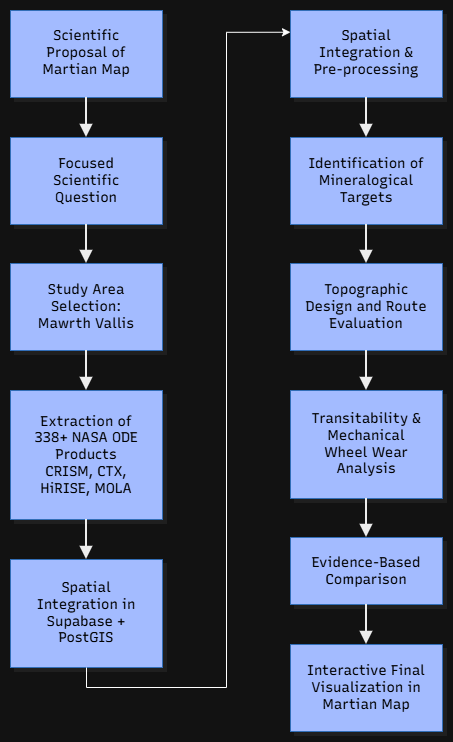 Scientific
Proposal of
Martian Map
Focused
Scientific
Question
Study Area
Selection:
Mawrth Vallis
Extraction of
338+ NASA ODE
Products
CRISM, CTX,
HiRISE, MOLA
Spatial
Integration in
Supabase +
PostGIS
Spatial
Integration &
Pre-processing
Identification of
Mineralogical
Targets
Topographic
Design and Route
Evaluation
Transitability &
Mechanical
Wheel Wear
Analysis
Evidence-Based
Comparison
Interactive Final
Visualization in
Martian Map